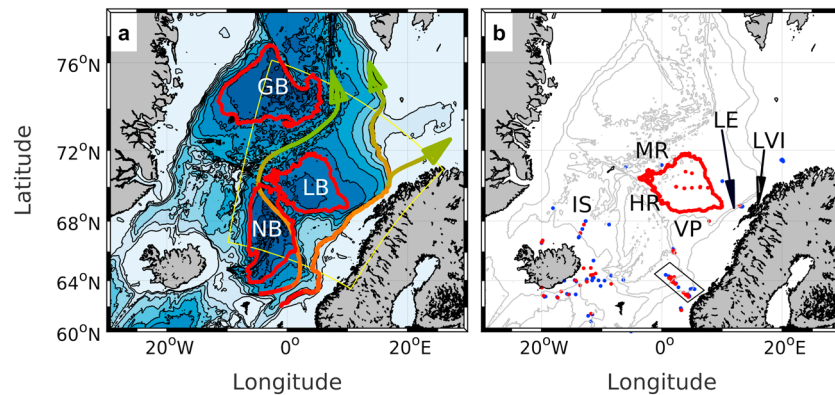 a
b
76°N
72°N
68°N
64°N
60°N
Latitude
GB
LB
NB
MR
LE
LVI
IS
HR
VP
20°W
0°
20°E
20°W
0°
20°E
Longitude
Longitude